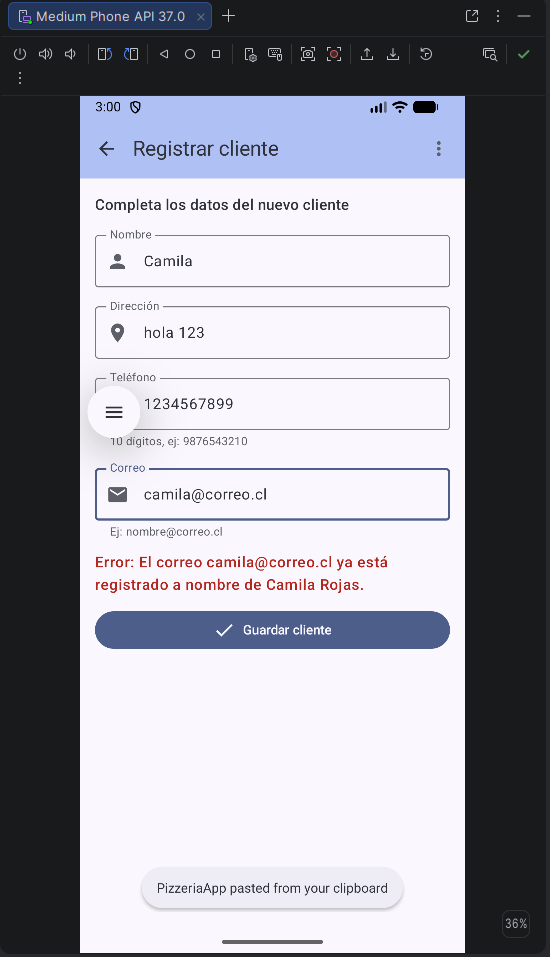 Medium Phone API 37.0
3:00
Registrar cliente
Completa los datos del nuevo cliente
Nombre
Camila
Dirección
hola 123
Teléfono
1234567899
10 dígitos, ej: 9876543210
Correo
camila@correo.cl
Ej: nombre@correo.cl
Error: El correo camila@correo.cl ya está
registrado a nombre de Camila Rojas.
Guardar cliente
PizzeriaApp pasted from your clipboard
36%